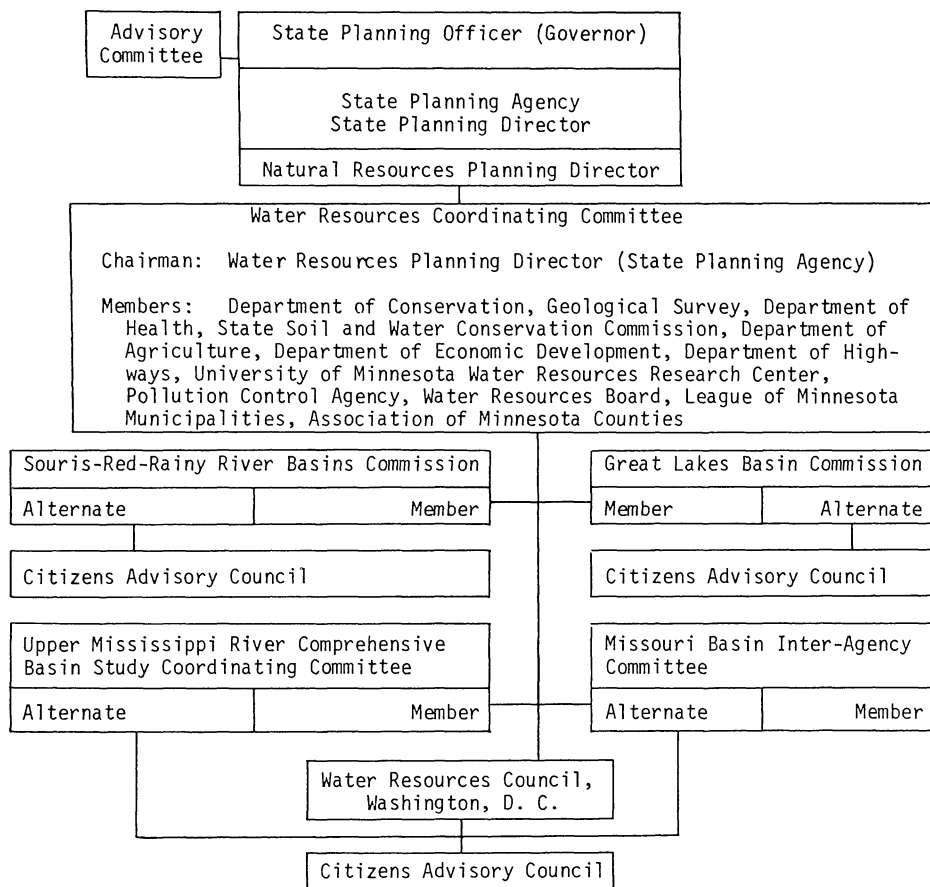 Advisory
Committee
State Planning Officer (Governor)
State Planning Agency
State Planning Director
Natural Resources Planning Director
Water Resources Coordinating Committee
Chairman: Water Resources Planning Director (State Planning Agency)
Members: Department of Conservation, Geological Survey, Department of
Health, State Soil and Water Conservation Commission, Department of
Agriculture, Department of Economic Development, Department of High-
ways, University of Minnesota Water Resources Research Center,
Pollution Control Agency, Water Resources Board, League of Minnesota
Municipalities, Association of Minnesota Counties
Souris-Red-Rainy River Basins Commission
Alternate Member
Citizens Advisory Council
Great Lakes Basin Commission
Member Alternate
Citizens Advisory Council
Upper Mississippi River Comprehensive
Basin Study Coordinating Committee
Alternate Member
Missouri Basin Inter-Agency
Committee
Alternate Member
Water Resources Council,
Washington, D. C.
Citizens Advisory Council